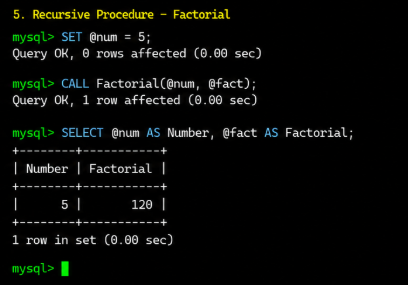 5. Recursive Procedure - Factorial
mysql> SET @num = 5;
Query OK, 0 rows affected (0.00 sec)
mysql> CALL Factorial(@num, @fact);
Query OK, 1 row affected (0.00 sec)
mysql> SELECT @num AS Number, @fact AS Factorial;
+--------+-----------+
| Number | Factorial |
+--------+-----------+
|      5 |       120 |
+--------+-----------+
1 row in set (0.00 sec)
mysql>